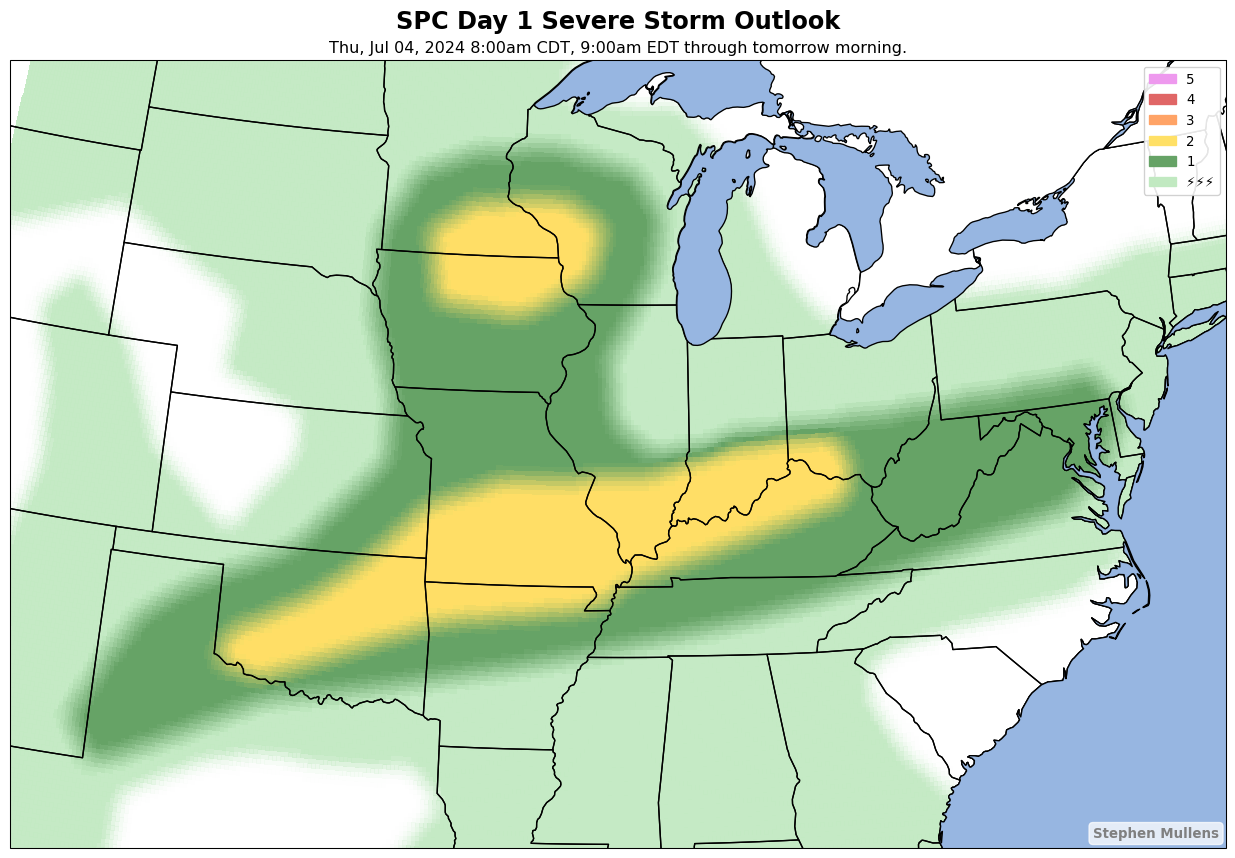 SPC Day 1 Severe Storm Outlook
Thu, Jul 04, 2024 8:00am CDT, 9:00am EDT through tomorrow morning.
5
4
3
2
1
⚡⚡⚡
Stephen Mullens